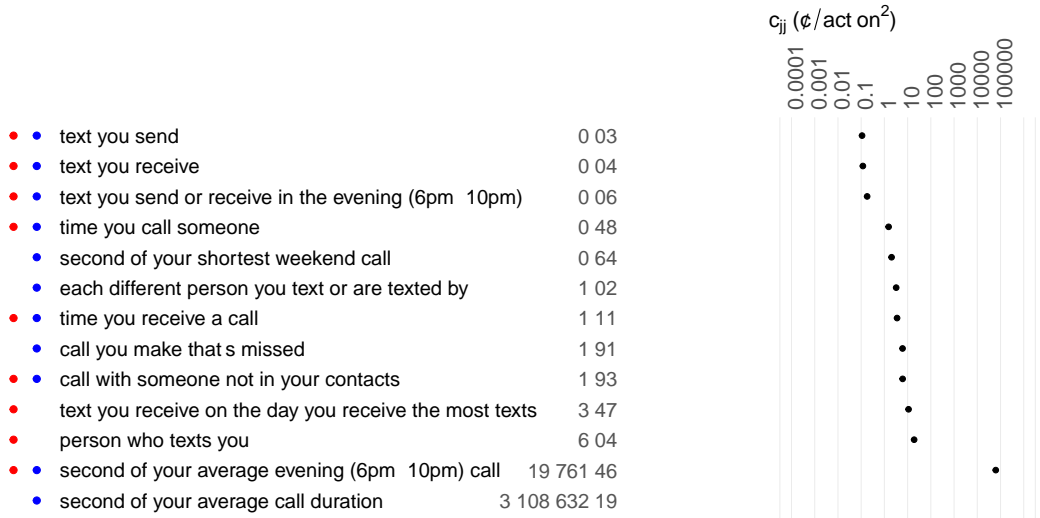 c_jj (¢/act on²)
0.0001 0.001 0.01 0.1 1 10 100 1000 10000 100000
text you send 0 03
text you receive 0 04
text you send or receive in the evening (6pm 10pm) 0 06
time you call someone 0 48
second of your shortest weekend call 0 64
each different person you text or are texted by 1 02
time you receive a call 1 11
call you make that s missed 1 91
call with someone not in your contacts 1 93
text you receive on the day you receive the most texts 3 47
person who texts you 6 04
second of your average evening (6pm 10pm) call 19 761 46
second of your average call duration 3 108 632 19